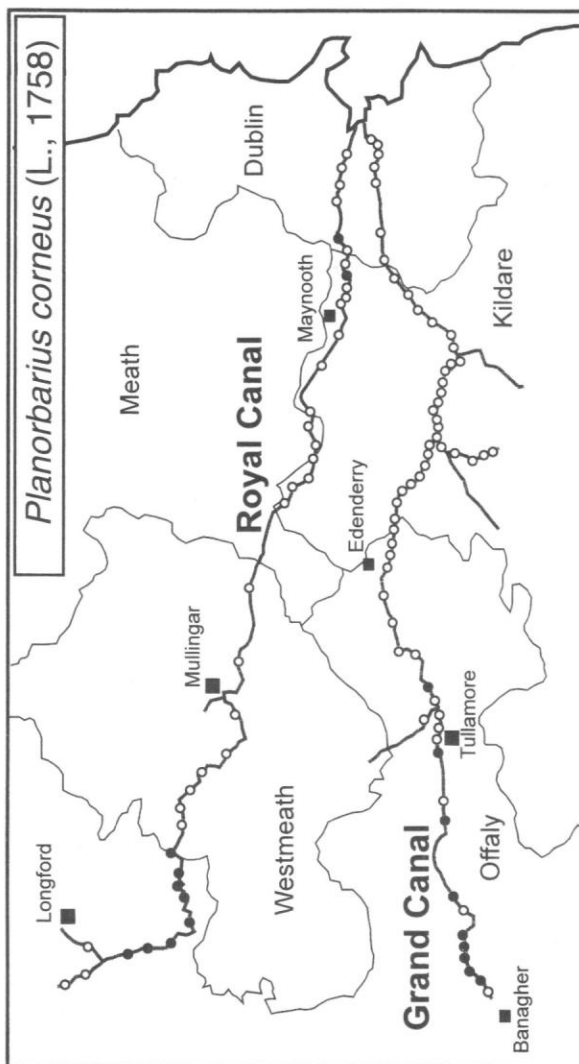 Planorbarius corneus (L., 1758)
Longford
Mullingar
Meath
Dublin
Royal Canal
Maynooth
Westmeath
Edenderry
Kildare
Grand Canal
Tullamore
Offaly
Banagher